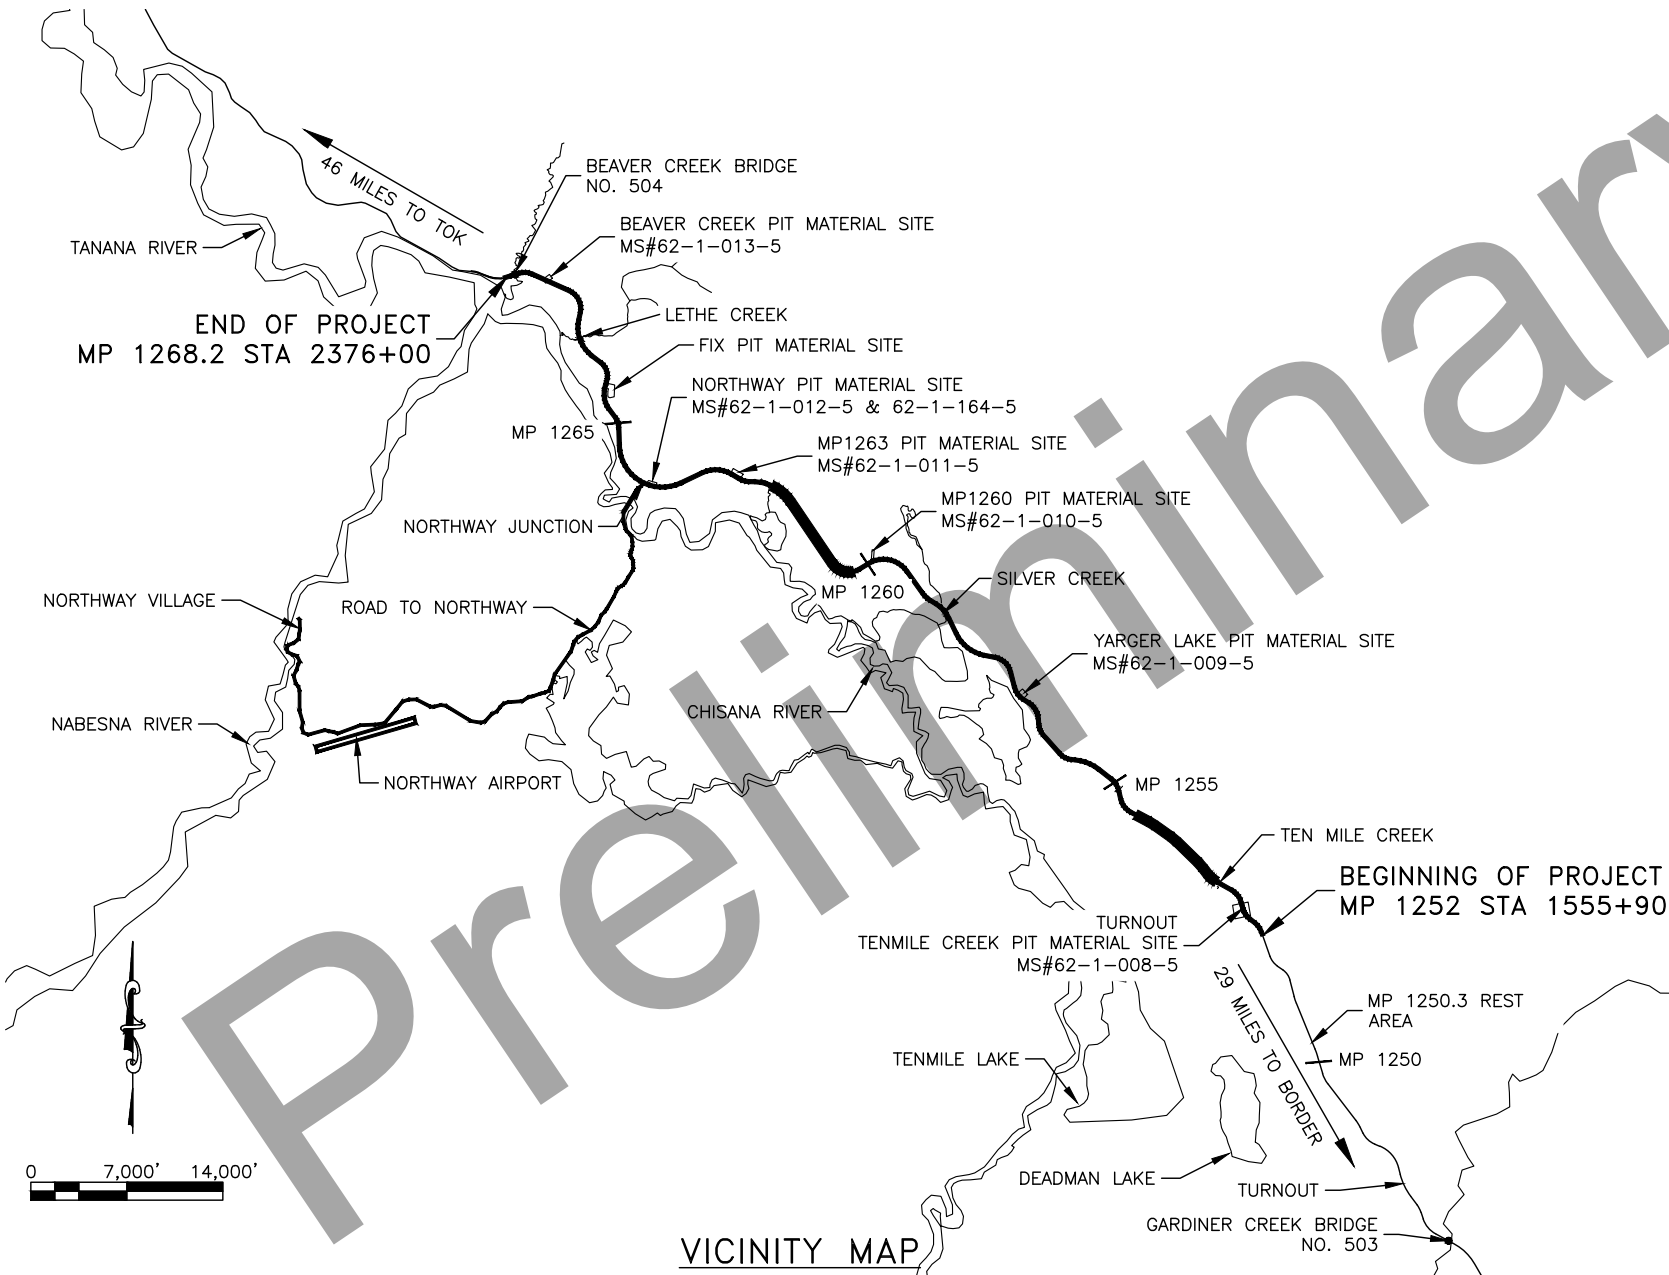 BEAVER CREEK BRIDGE
NO. 504
46 MILES TO TOK
BEAVER CREEK PIT MATERIAL SITE
MS#62-1-013-5
TANANA RIVER
END OF PROJECT
MP 1268.2 STA 2376+00
LETHE CREEK
FIX PIT MATERIAL SITE
NORTHWAY PIT MATERIAL SITE
MS#62-1-012-5 & 62-1-164-5
MP 1265
MP1263 PIT MATERIAL SITE
MS#62-1-011-5
MP1260 PIT MATERIAL SITE
MS#62-1-010-5
NORTHWAY JUNCTION
SILVER CREEK
MP 1260
NORTHWAY VILLAGE
ROAD TO NORTHWAY
YARGER LAKE PIT MATERIAL SITE
MS#62-1-009-5
NABESNA RIVER
CHISANA RIVER
NORTHWAY AIRPORT
MP 1255
TEN MILE CREEK
BEGINNING OF PROJECT
MP 1252 STA 1555+90
TURNOUT
TENMILE CREEK PIT MATERIAL SITE
MS#62-1-008-5
29 MILES TO BORDER
MP 1250.3 REST
AREA
TENMILE LAKE
MP 1250
DEADMAN LAKE
TURNOUT
GARDINER CREEK BRIDGE
NO. 503
0 7,000' 14,000'
VICINITY MAP
Preliminary